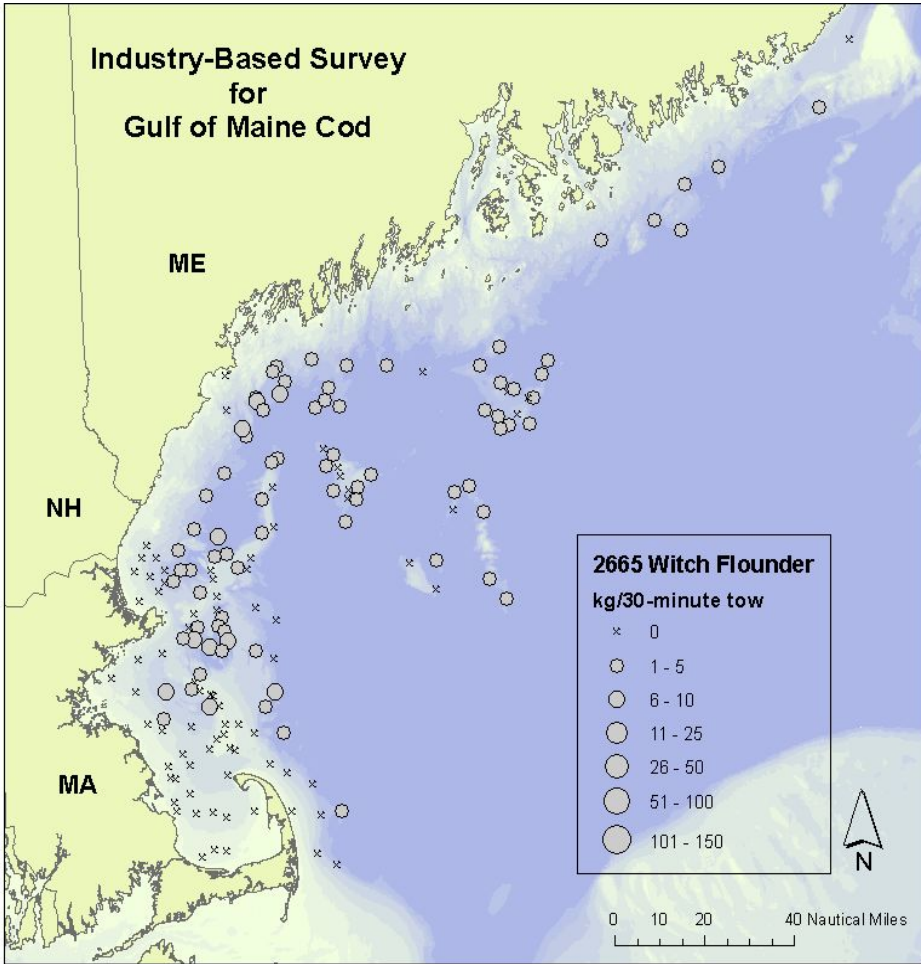 Industry-Based Survey
for
Gulf of Maine Cod
ME
NH
MA
2665 Witch Flounder
kg/30-minute tow
0
1 - 5
6 - 10
11 - 25
26 - 50
51 - 100
101 - 150
N
0 10 20 40 Nautical Miles